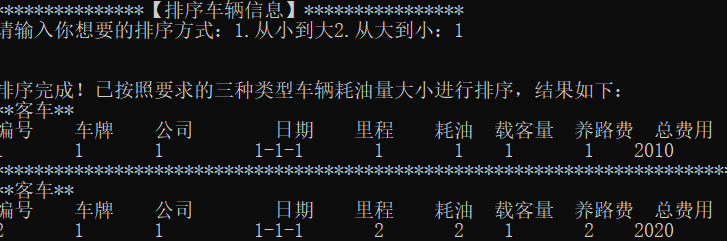 ***************【排序车辆信息】****************
请输入你想要的排序方式：1.从小到大2.从大到小：1
排序完成！已按照要求的三种类型车辆耗油量大小进行排序，结果如下：
**客车**
编号 车牌 公司 日期 里程 耗油 载客量 养路费 总费用
1 1 1 1-1-1 1 1 1 1 2010
*************************************************************************
**客车**
编号 车牌 公司 日期 里程 耗油 载客量 养路费 总费用
2 1 1 1-1-1 2 2 1 2 2020